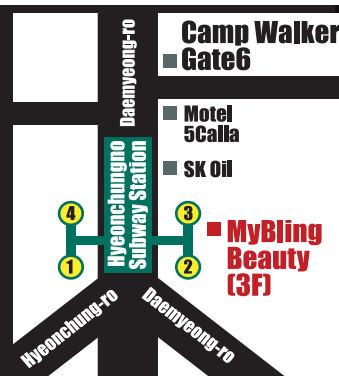 Camp Walker
Gate6
Daemyeong-ro
Motel
5Calla
SK Oil
Hyeonchungno
Subway Station
4
3
1
2
MyBling
Beauty
(3F)
Hyeonchung-ro
Daemyeong-ro